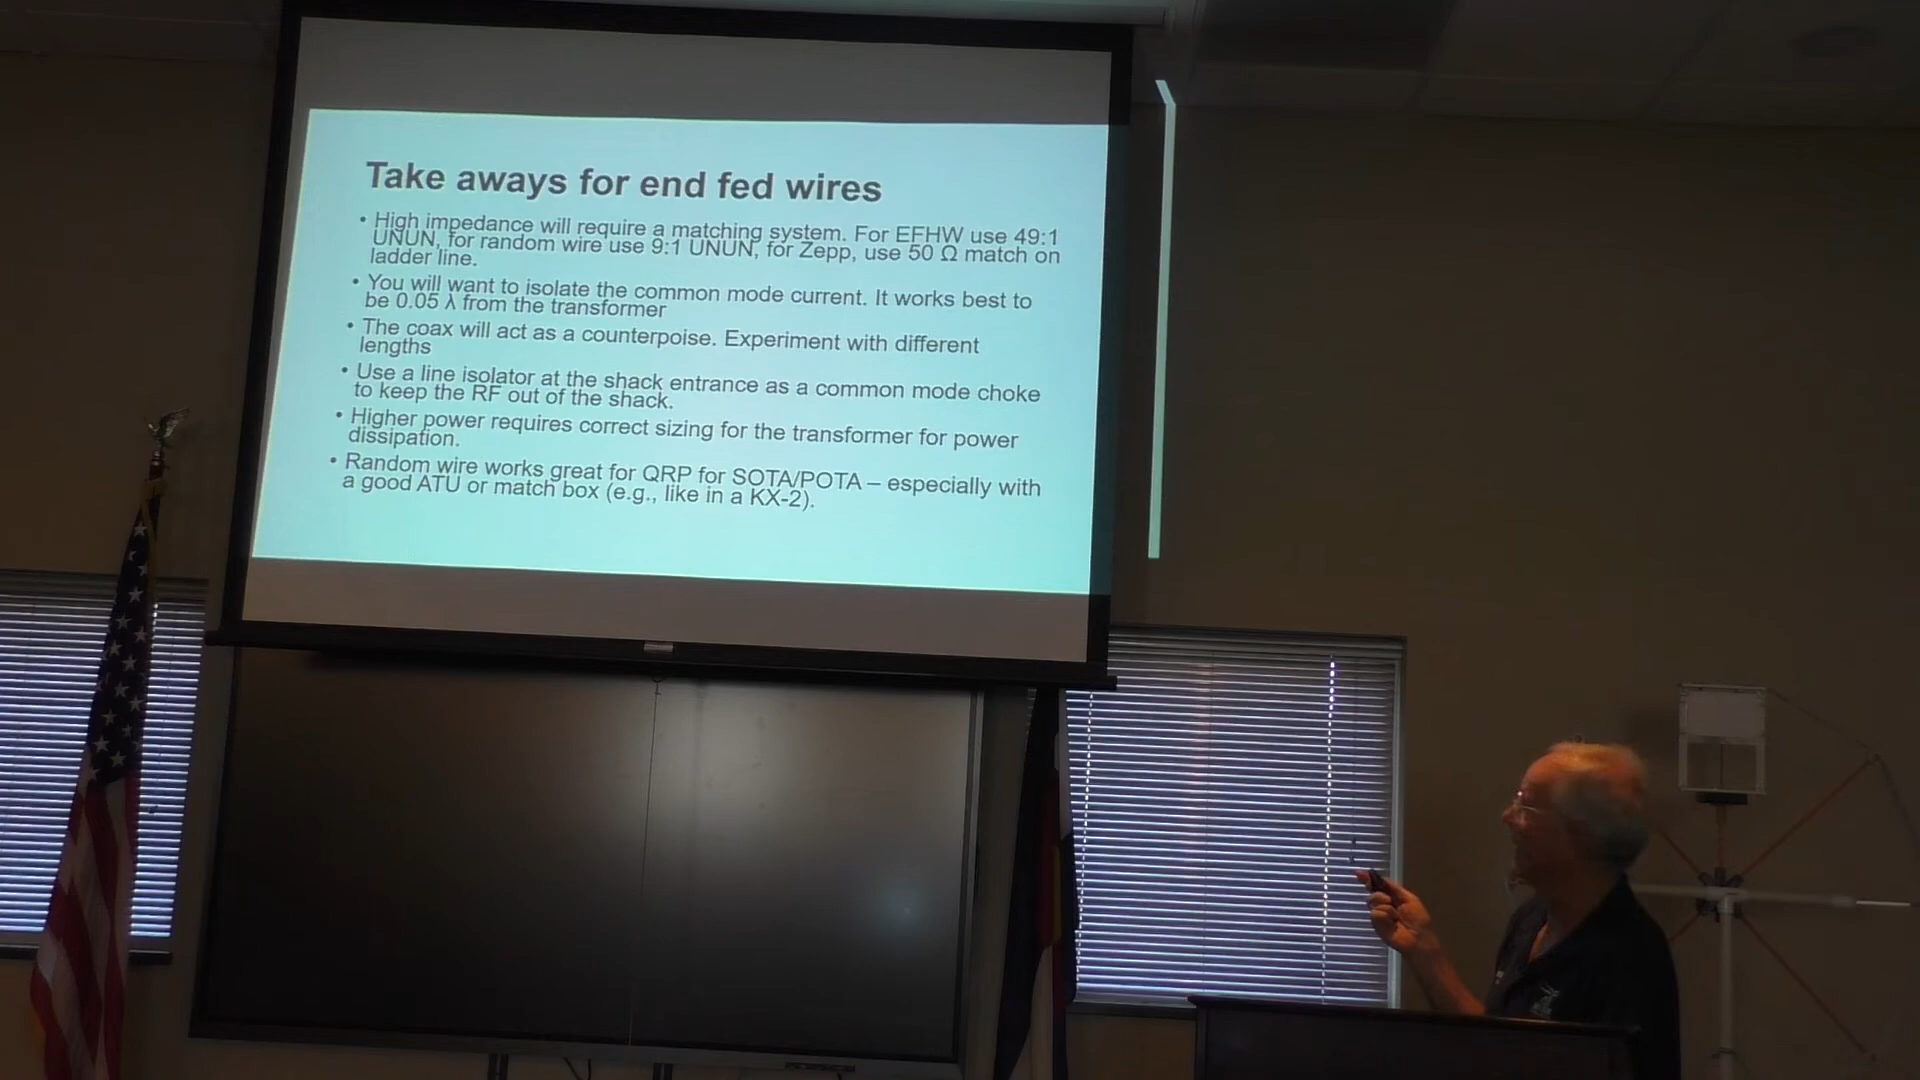 Take aways for end fed wires
• High impedance will require a matching system. For EFHW use 49:1
UNUN, for random wire use 9:1 UNUN, for Zepp, use 50 Ω match on
ladder line.
• You will want to isolate the common mode current. It works best to
be 0.05 λ from the transformer
• The coax will act as a counterpoise. Experiment with different
lengths
• Use a line isolator at the shack entrance as a common mode choke
to keep the RF out of the shack.
• Higher power requires correct sizing for the transformer for power
dissipation.
• Random wire works great for QRP for SOTA/POTA – especially with
a good ATU or match box (e.g., like in a KX-2).